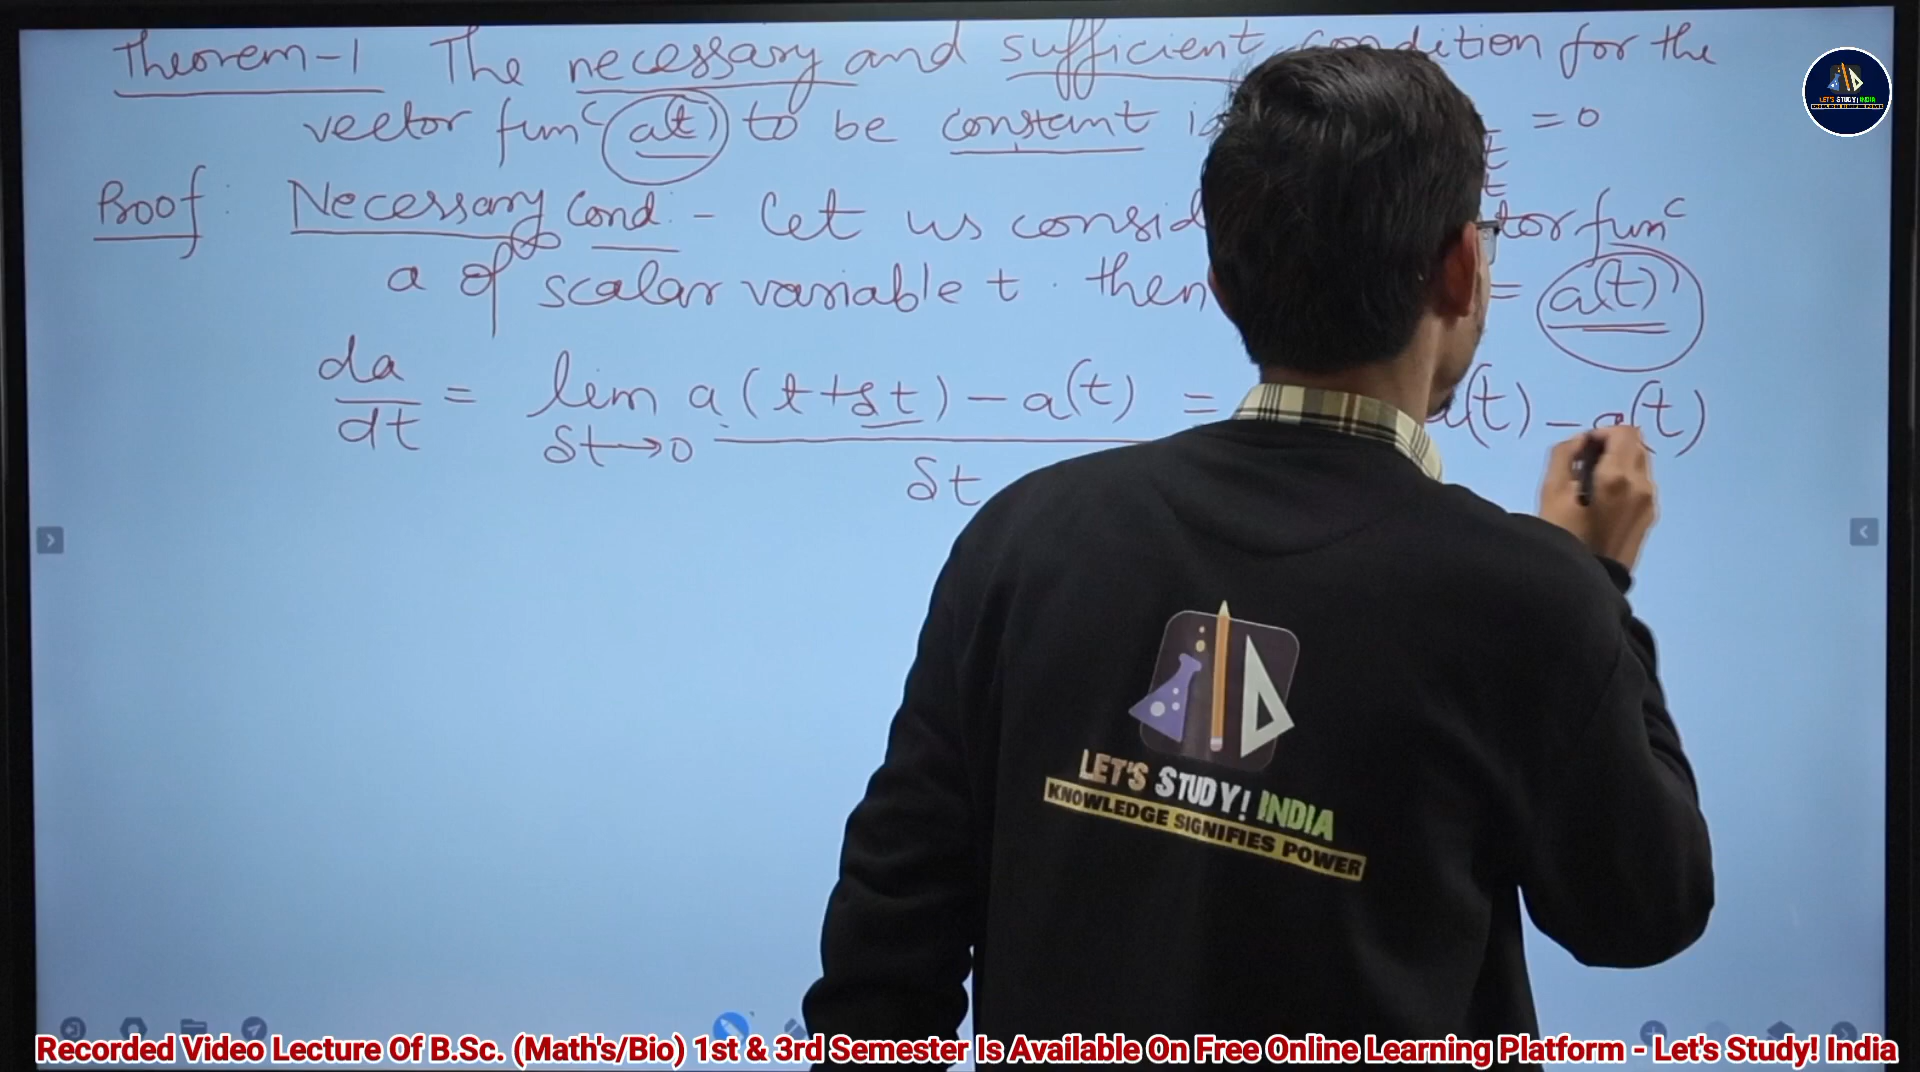 Theorem-1 The necessary and sufficient condition for the
vector funᶜ a(t) to be constant = 0
Proof : Necessary Cond. - Let us consid tor funᶜ
a of scalar variable t. then = a(t)
da/dt = lim δt→0 a(t+δt) - a(t) / δt = a(t) - a(t)
LET'S STUDY! INDIA
LET'S STUDY! INDIA
KNOWLEDGE SIGNIFIES POWER
Recorded Video Lecture Of B.Sc. (Math's/Bio) 1st & 3rd Semester Is Available On Free Online Learning Platform - Let's Study! India